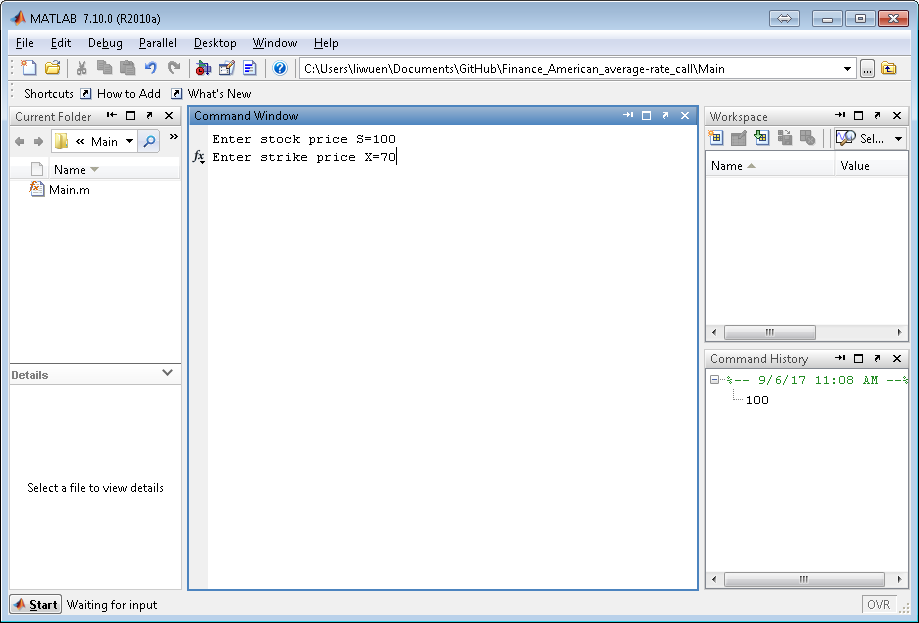 MATLAB 7.10.0 (R2010a)
File Edit Debug Parallel Desktop Window Help
C:\Users\liwuen\Documents\GitHub\Finance_American_average-rate_call\Main
...
Shortcuts How to Add What's New
Current Folder
« Main »
Name
Main.m
Details
Select a file to view details
Command Window
Enter stock price S=100
fx Enter strike price X=70
Workspace
Sel...
Name Value
Command History
%-- 9/6/17 11:08 AM --%
100
Start Waiting for input
OVR